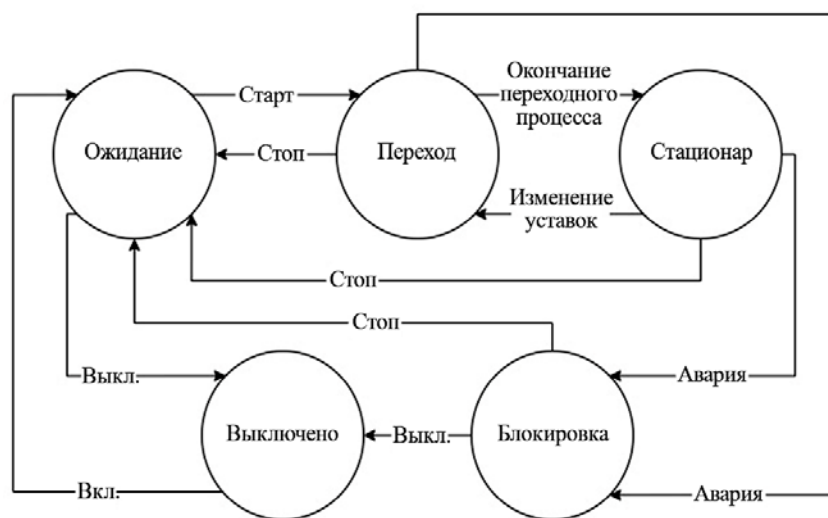 Окончание
Старт
переходного
процесса
Ожидание
Стоп
Переход
Стационар
Изменение
уставок
Стоп
Стоп
Выкл.
Авария
Выключено
Выкл.
Блокировка
Вкл.
Авария